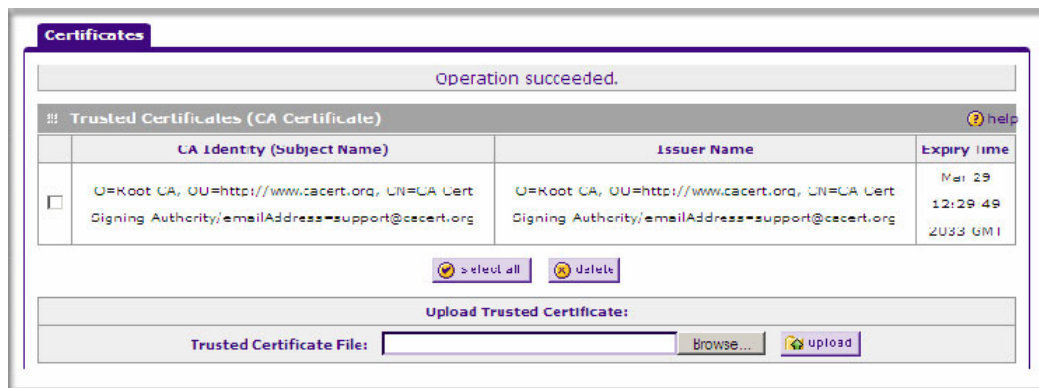 Certificates
Operation succeeded.
Trusted Certificates (CA Certificate)
help
CA Identity (Subject Name)
Issuer Name
Expiry Time
O=Root CA, OU=http://www.cacert.org, CN=CA Cert
Signing Authority/emailAddress=support@cacert.org
O=Root CA, OU=http://www.cacert.org, CN=CA Cert
Signing Authority/emailAddress=support@cacert.org
Mar 29
12:29:49
2033 GMT
select all
delete
Upload Trusted Certificate:
Trusted Certificate File:
Browse...
upload